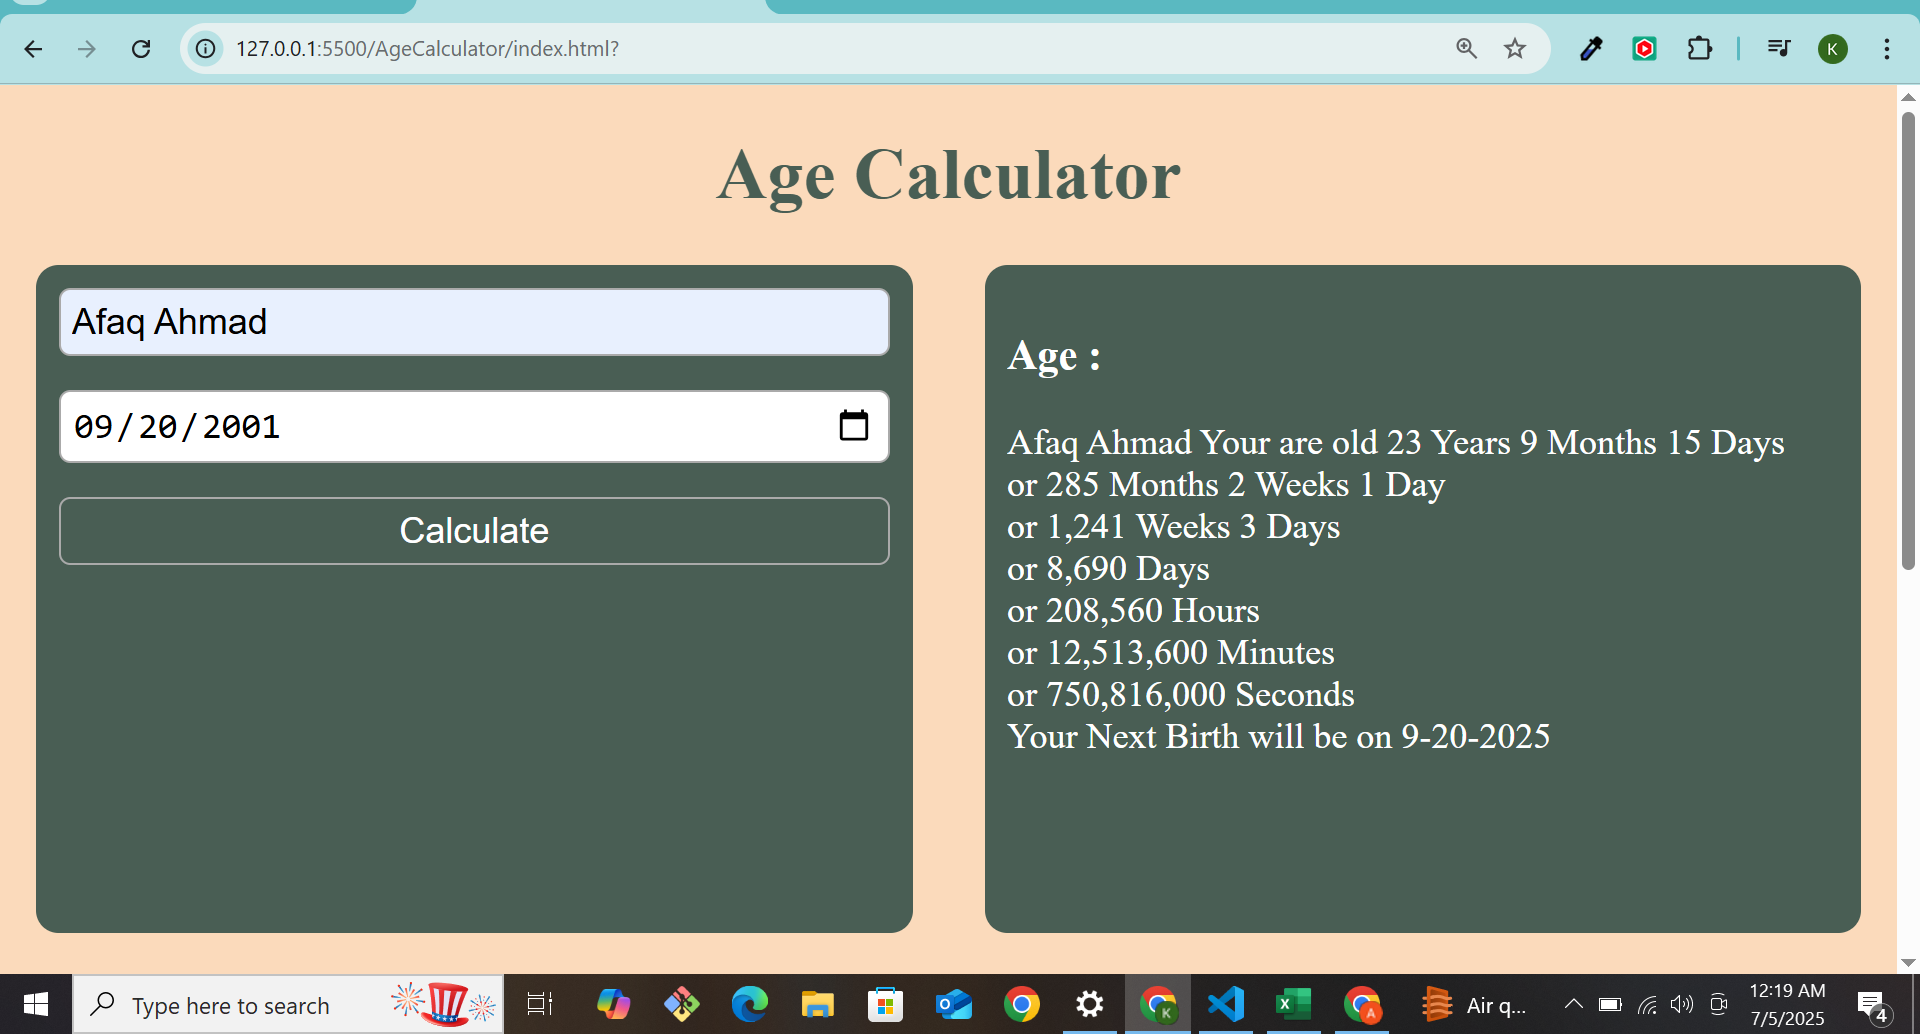 127.0.0.1:5500/AgeCalculator/index.html?
K
Age Calculator
Afaq Ahmad
09/20/2001
Calculate
Age :
Afaq Ahmad Your are old 23 Years 9 Months 15 Days
or 285 Months 2 Weeks 1 Day
or 1,241 Weeks 3 Days
or 8,690 Days
or 208,560 Hours
or 12,513,600 Minutes
or 750,816,000 Seconds
Your Next Birth will be on 9-20-2025
Type here to search
K
A
Air q...
12:19 AM
7/5/2025
4